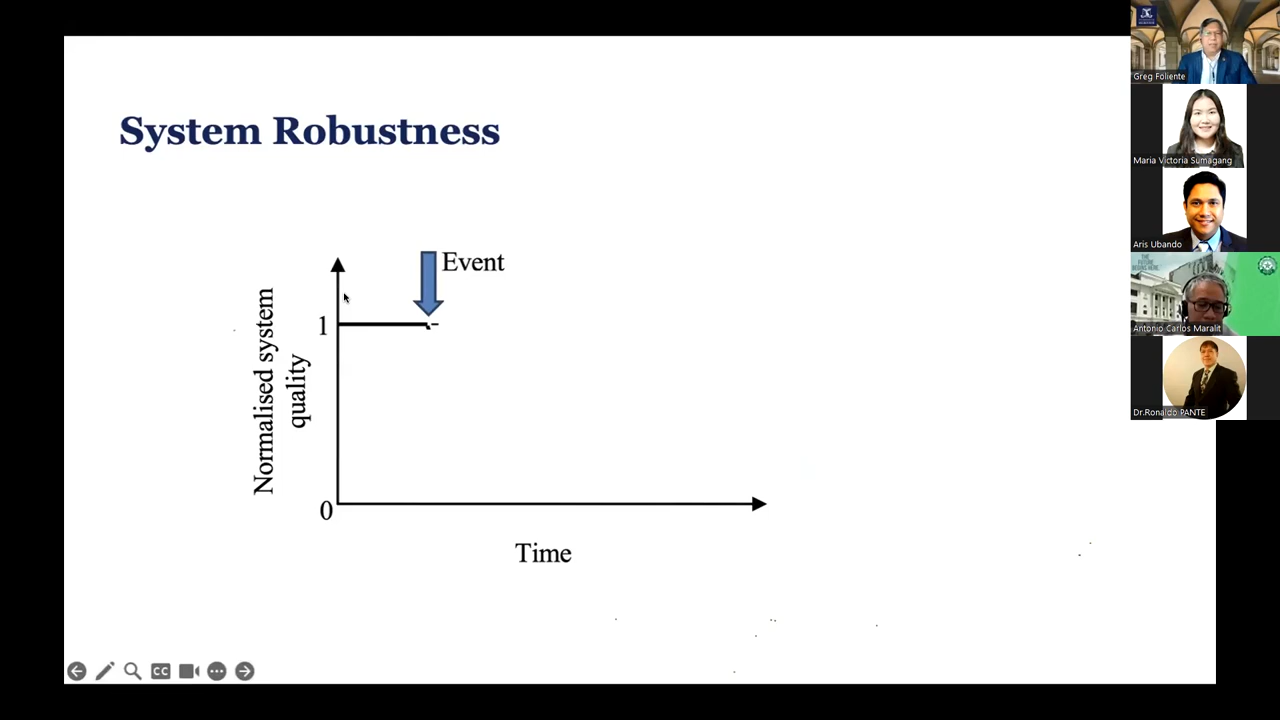 System Robustness
Event
1
Normalised system
quality
0
Time
CC
Greg Foliente
Maria Victoria Sumagang
Aris Ubando
Antonio Carlos Maralit
Dr.Ronaldo PANTE